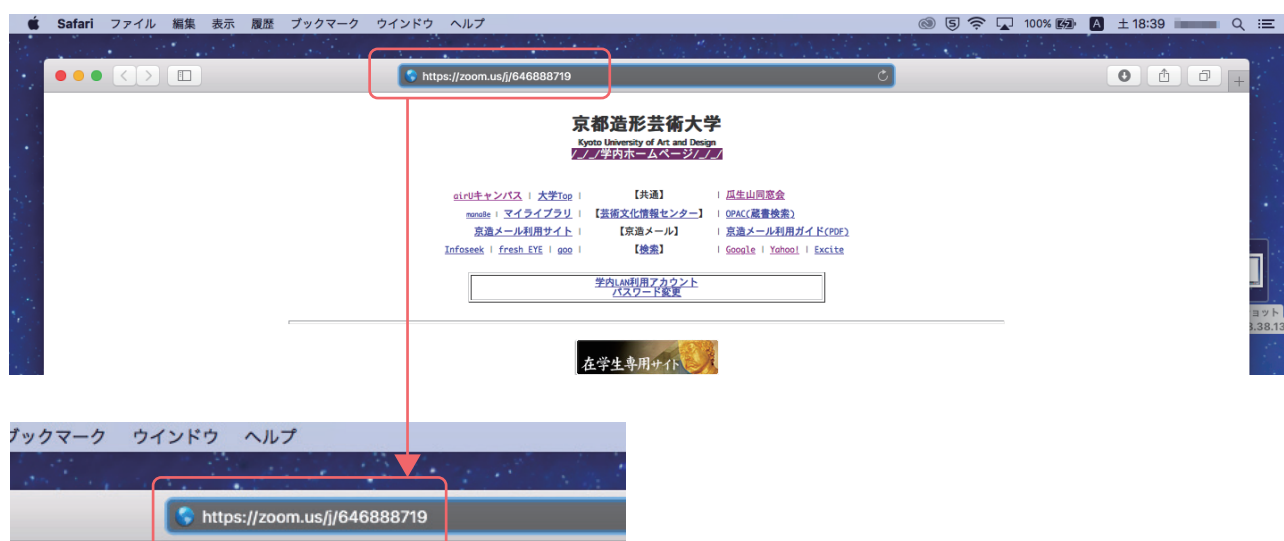 Safari ファイル 編集 表示 履歴 ブックマーク ウインドウ ヘルプ 100% A 土18:39
https://zoom.us/j/646888719
京都造形芸術大学
Kyoto University of Art and Design
/_/_/学内ホームページ/_/_/
airUキャンパス | 大学Top | 【共通】 | 瓜生山同窓会
manaBe | マイライブラリ | 【芸術文化情報センター】 | OPAC(蔵書検索)
京造メール利用サイト | 【京造メール】 | 京造メール利用ガイド(PDF)
Infoseek | fresh EYE | goo | 【検索】 | Google | Yahoo! | Excite
学内LAN利用アカウント
パスワード変更
ョット
.38.13
在学生専用サイト
ブックマーク ウインドウ ヘルプ
https://zoom.us/j/646888719